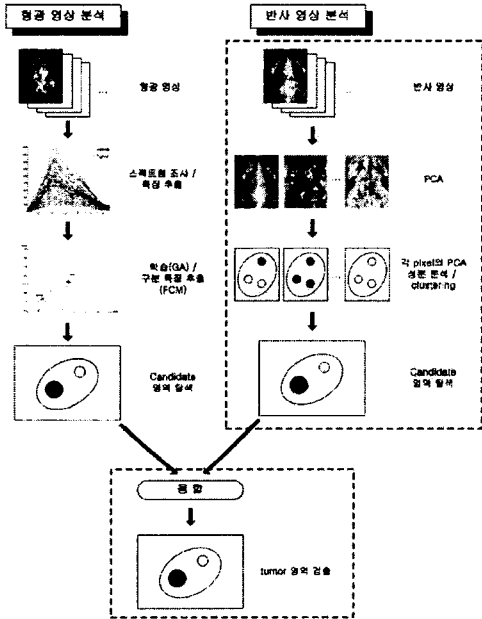 형광 영상 분석
반사 영상 분석
형광 영상
반사 영상
스펙트럼 조사 /
특징 추출
PCA
학습(GA) /
구분 특징 추출
(FCM)
각 pixel의 PCA
성분 분석 /
clustering
Candidate
영역 탐색
Candidate
영역 탐색
융 합
tumor 영역 검출